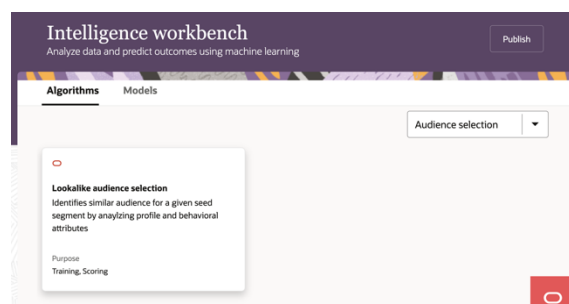 Intelligence workbench
Analyze data and predict outcomes using machine learning
Publish
Algorithms Models
Audience selection
Lookalike audience selection
Identifies similar audience for a given seed
segment by anaylzing profile and behavioral
attributes
Purpose
Training, Scoring